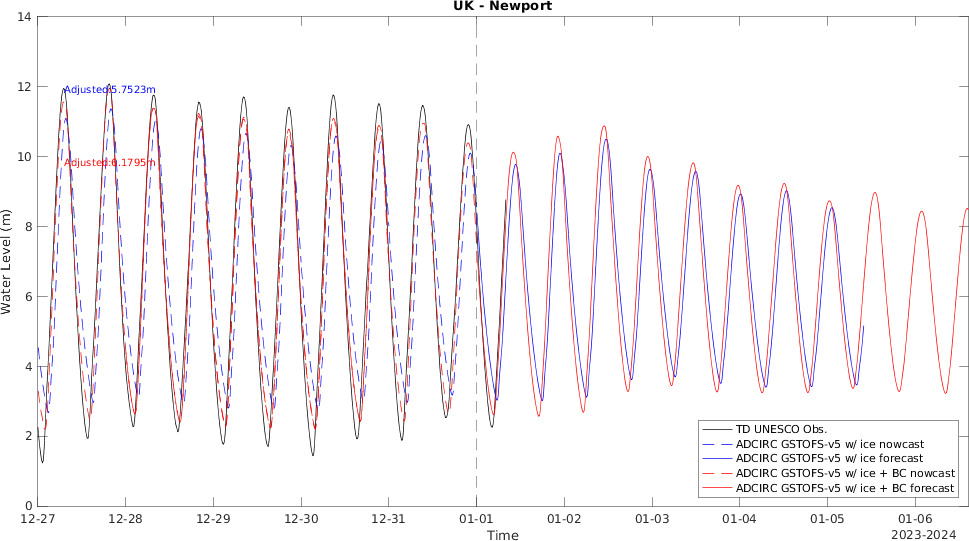 UK - Newport
Water Level (m)
14
12
10
8
6
4
2
0
Adjusted:5.7523m
Adjusted:6.1795m
TD UNESCO Obs.
ADCIRC GSTOFS-v5 w/ ice nowcast
ADCIRC GSTOFS-v5 w/ ice forecast
ADCIRC GSTOFS-v5 w/ ice + BC nowcast
ADCIRC GSTOFS-v5 w/ ice + BC forecast
12-27 12-28 12-29 12-30 12-31 01-01 01-02 01-03 01-04 01-05 01-06
Time
2023-2024